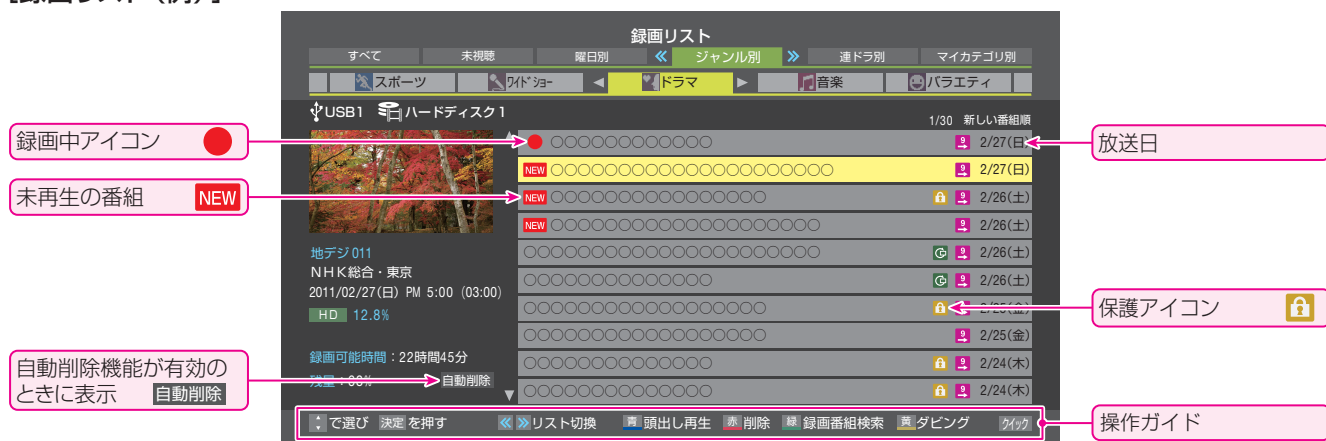 録画リスト
すべて 未視聴 曜日別 ≪ ジャンル別 ≫ 連ドラ別 マイカテゴリ別
スポーツ ワイドショー ◀ ドラマ ▶ 音楽 バラエティ
USB1 ハードディスク1
1/30 新しい番組順
録画中アイコン
○○○○○○○○○○○○ 2/27(日)
放送日
NEW ○○○○○○○○○○○○○○○○○○○○○ 2/27(日)
未再生の番組 NEW
NEW ○○○○○○○○○○○○○○○○ 2/26(土)
NEW ○○○○○○○○○○○○○○○○○○○○ 2/26(土)
地デジ011
○○○○○○○○○○○○○○○○○○○○○○ 2/26(土)
NHK総合・東京
○○○○○○○○○○○○○○ 2/26(土)
2011/02/27(日) PM 5:00 (03:00)
HD 12.8%
○○○○○○○○○○○○○○○○○○ 2/25(金)
保護アイコン
○○○○○○○○○○○○○○○○○○ 2/25(金)
録画可能時間：22時間45分
○○○○○○○○○○○○○○ 2/24(木)
自動削除機能が有効の
ときに表示 自動削除
自動削除
○○○○○○○○○○○○○○ 2/24(木)
で選び 決定 を押す ≪ ≫リスト切換 青 頭出し再生 赤 削除 緑 録画番組検索 黄 ダビング クイック
操作ガイド